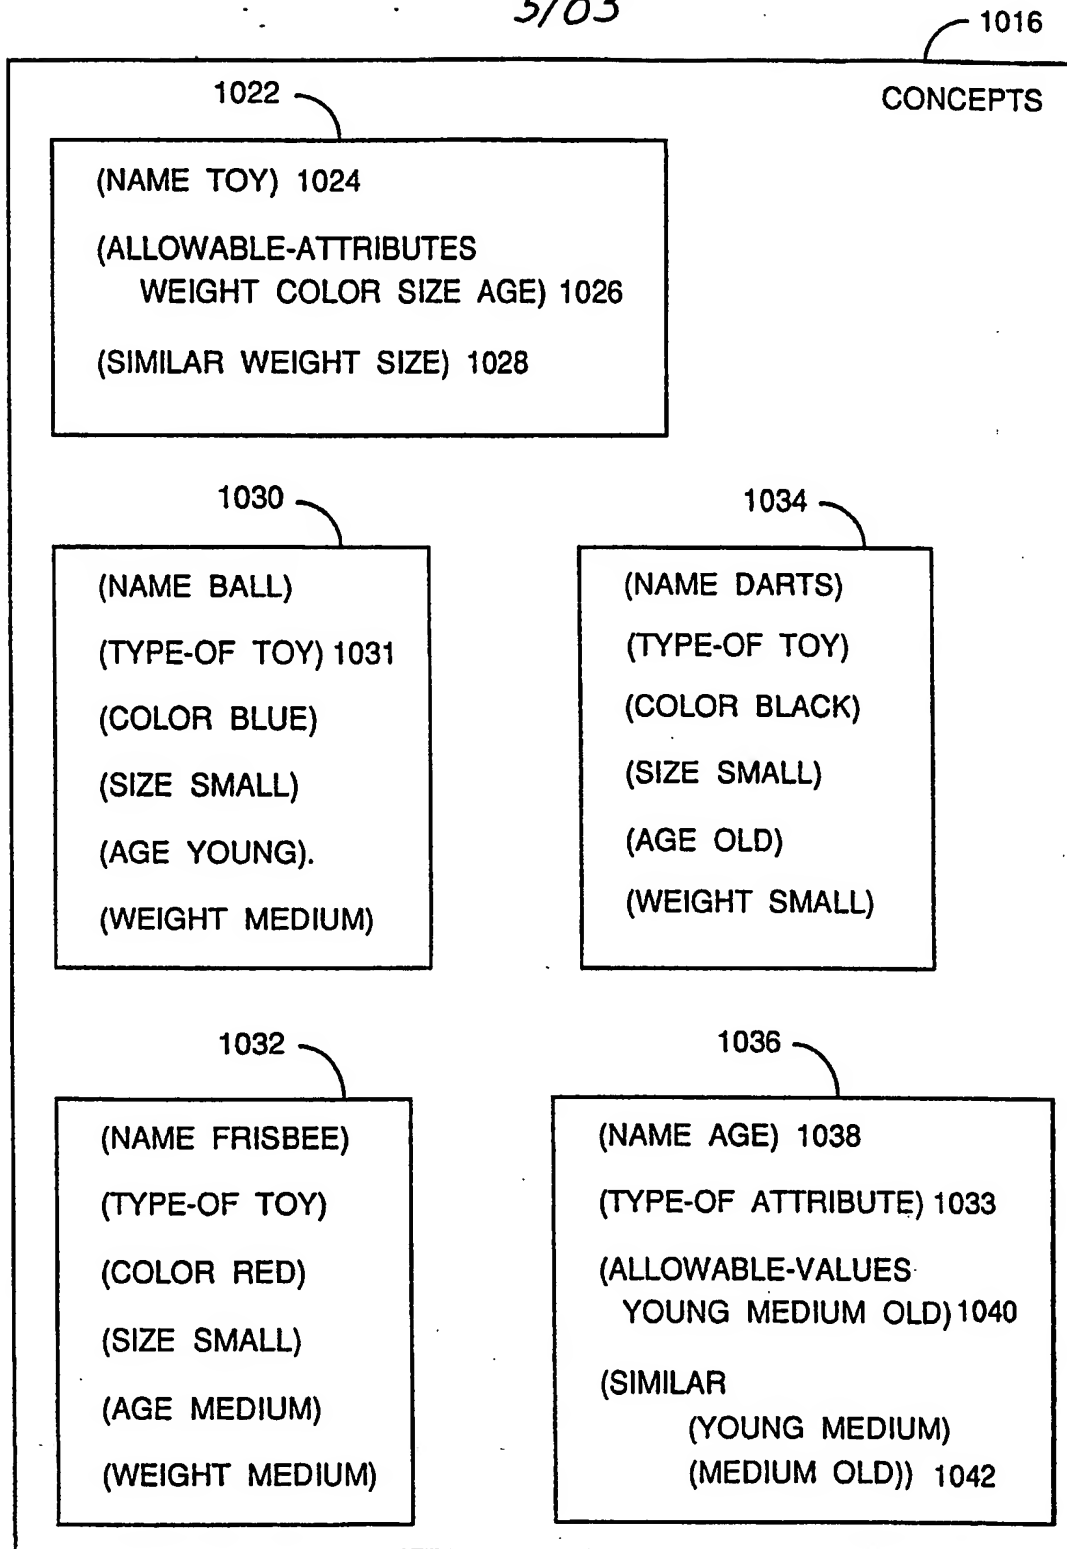 3/03
1016
CONCEPTS
1022
(NAME TOY) 1024
(ALLOWABLE-ATTRIBUTES
WEIGHT COLOR SIZE AGE) 1026
(SIMILAR WEIGHT SIZE) 1028
1030
(NAME BALL)
(TYPE-OF TOY) 1031
(COLOR BLUE)
(SIZE SMALL)
(AGE YOUNG).
(WEIGHT MEDIUM)
1034
(NAME DARTS)
(TYPE-OF TOY)
(COLOR BLACK)
(SIZE SMALL)
(AGE OLD)
(WEIGHT SMALL)
1032
(NAME FRISBEE)
(TYPE-OF TOY)
(COLOR RED)
(SIZE SMALL)
(AGE MEDIUM)
(WEIGHT MEDIUM)
1036
(NAME AGE) 1038
(TYPE-OF ATTRIBUTE) 1033
(ALLOWABLE-VALUES
YOUNG MEDIUM OLD) 1040
(SIMILAR
(YOUNG MEDIUM)
(MEDIUM OLD)) 1042